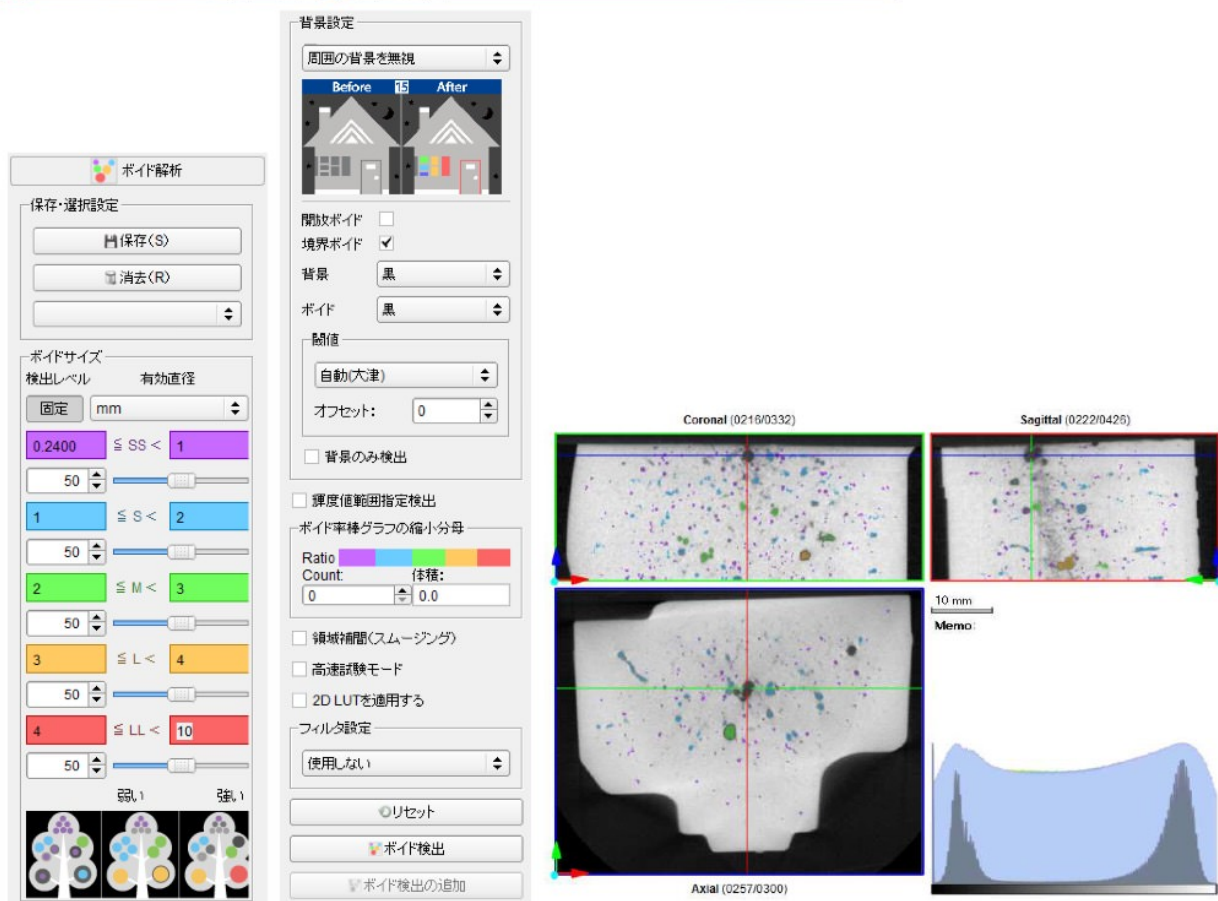 ボイド解析
保存・選択設定
保存(S)
消去(R)
ボイドサイズ
検出レベル 有効直径
固定 mm
0.2400 ≦ SS < 1
50
1 ≦ S < 2
50
2 ≦ M < 3
50
3 ≦ L < 4
50
4 ≦ LL < 10
50
弱い 強い
背景設定
周囲の背景を無視
Before 15 After
開放ボイド
境界ボイド
背景 黒
ボイド 黒
閾値
自動(大津)
オフセット: 0
背景のみ検出
輝度値範囲指定検出
ボイド率棒グラフの縮小分母
Ratio
Count: 体積:
0 0.0
領域補間(スムージング)
高速試験モード
2D LUTを適用する
フィルタ設定
使用しない
リセット
ボイド検出
ボイド検出の追加
Coronal (0216/0332)
Sagittal (0222/0426)
10 mm
Memo:
Axial (0257/0300)